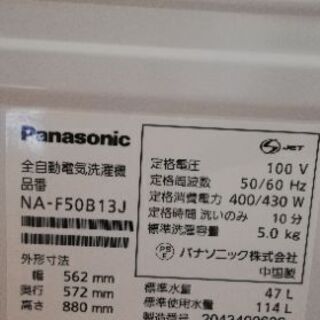 Panasonic
全自動電気洗濯機
品番
NA-F50B13J
外形寸法
幅 562 mm
奥行 572 mm
高さ 880 mm
JET
定格電圧 100 V
定格周波数 50/60 Hz
定格消費電力 400/430 W
定格時間 洗いのみ 10 分
標準洗濯容量 5.0 kg
PS
E
パナソニック株式会社
中国製
標準水量 47 L
標準使用水量 114 L
製造番号